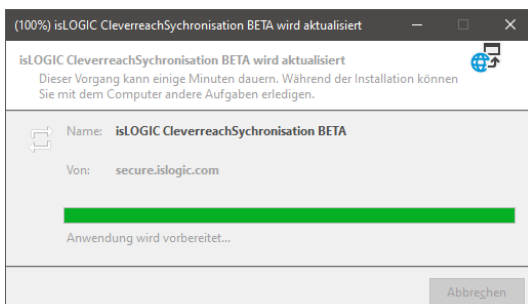 (100%) isLOGIC CleverreachSychronisation BETA wird aktualisiert
isLOGIC CleverreachSychronisation BETA wird aktualisiert
Dieser Vorgang kann einige Minuten dauern. Während der Installation können
Sie mit dem Computer andere Aufgaben erledigen.
Name: isLOGIC CleverreachSychronisation BETA
Von: secure.islogic.com
Anwendung wird vorbereitet...
Abbrechen